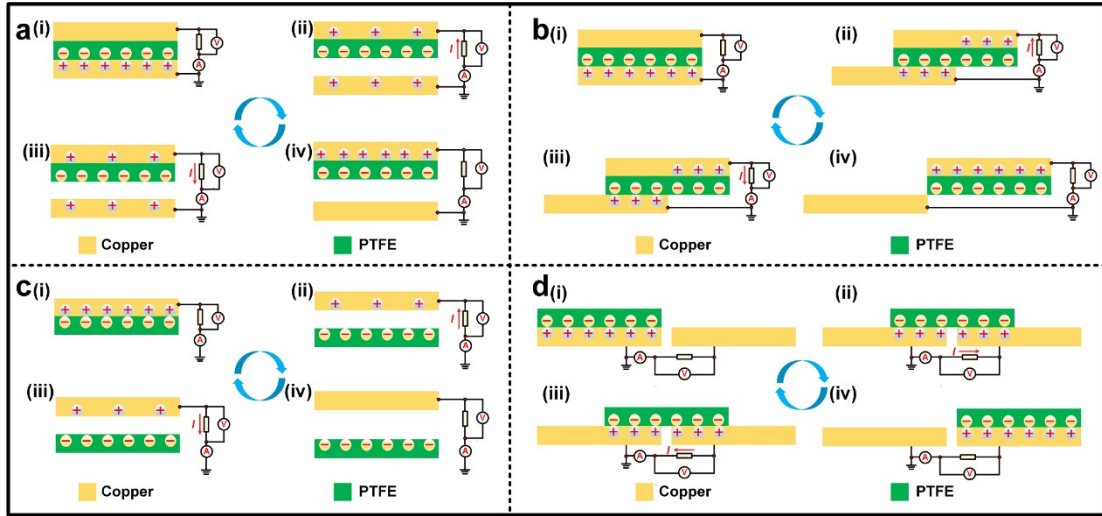 a (i) (ii)
V
A
I
V
A
(iii) (iv)
I
V
A
V
A
Copper PTFE
b (i) (ii)
V
A
I
V
A
(iii) (iv)
I
V
A
V
A
Copper PTFE
c (i) (ii)
V
A
I
V
A
(iii) (iv)
I
V
A
V
A
Copper PTFE
d (i) (ii)
A
V
A
I
V
(iii) (iv)
A
I
V
A
V
Copper PTFE